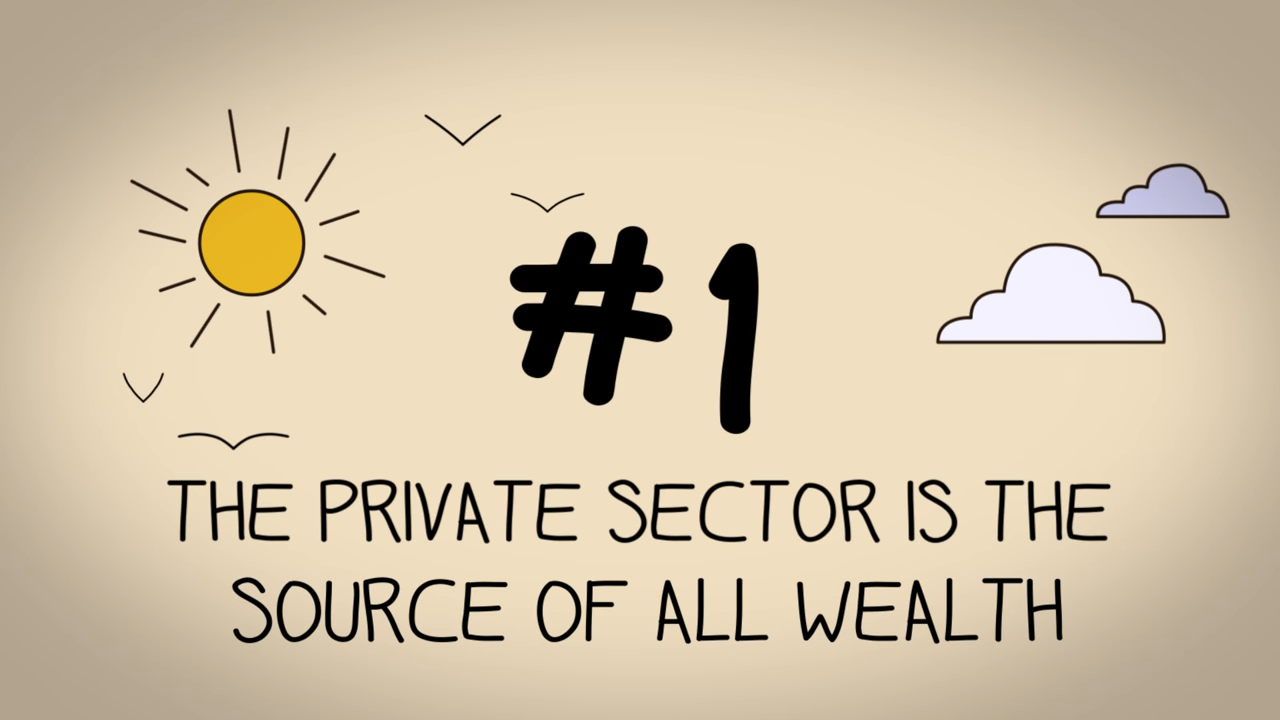 #1
THE PRIVATE SECTOR IS THE
SOURCE OF ALL WEALTH